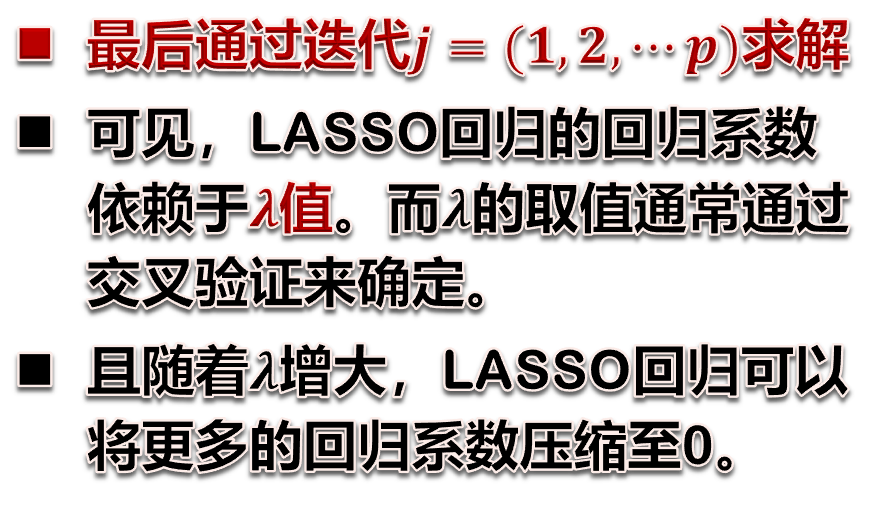 ■ 最后通过迭代j = (1, 2, ⋯ p)求解
■ 可见，LASSO回归的回归系数
依赖于λ值。而λ的取值通常通过
交叉验证来确定。
■ 且随着λ增大，LASSO回归可以
将更多的回归系数压缩至0。